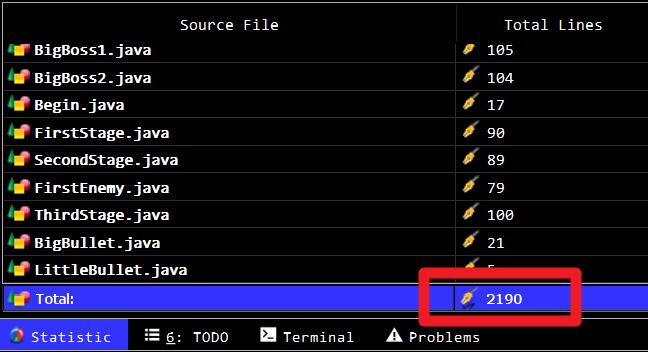 Source File Total Lines
BigBoss1.java 105
BigBoss2.java 104
Begin.java 17
FirstStage.java 90
SecondStage.java 89
FirstEnemy.java 79
ThirdStage.java 100
BigBullet.java 21
LittleBullet.java
Total: 2190
Statistic 6: TODO Terminal Problems